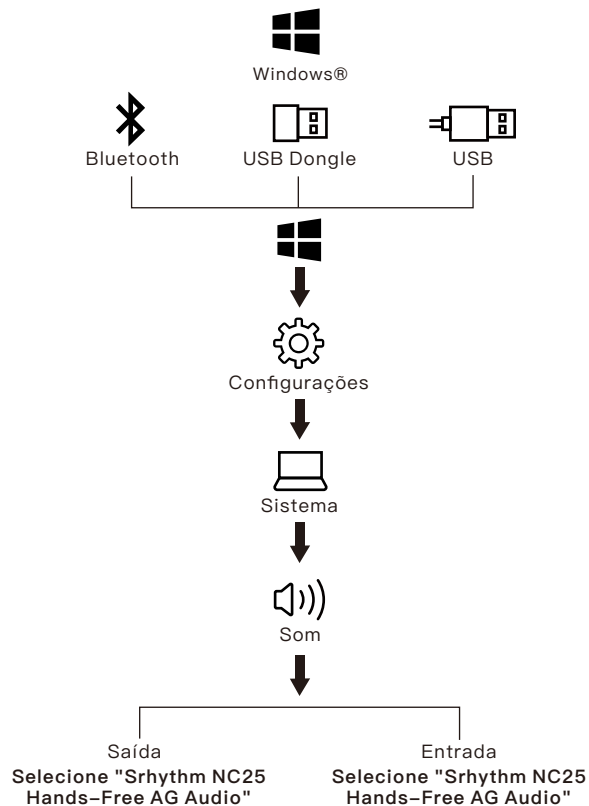 Windows®
Bluetooth
USB Dongle
USB
Configurações
Sistema
Som
Saída
Selecione "Srhythm NC25
Hands–Free AG Audio"
Entrada
Selecione "Srhythm NC25
Hands–Free AG Audio"